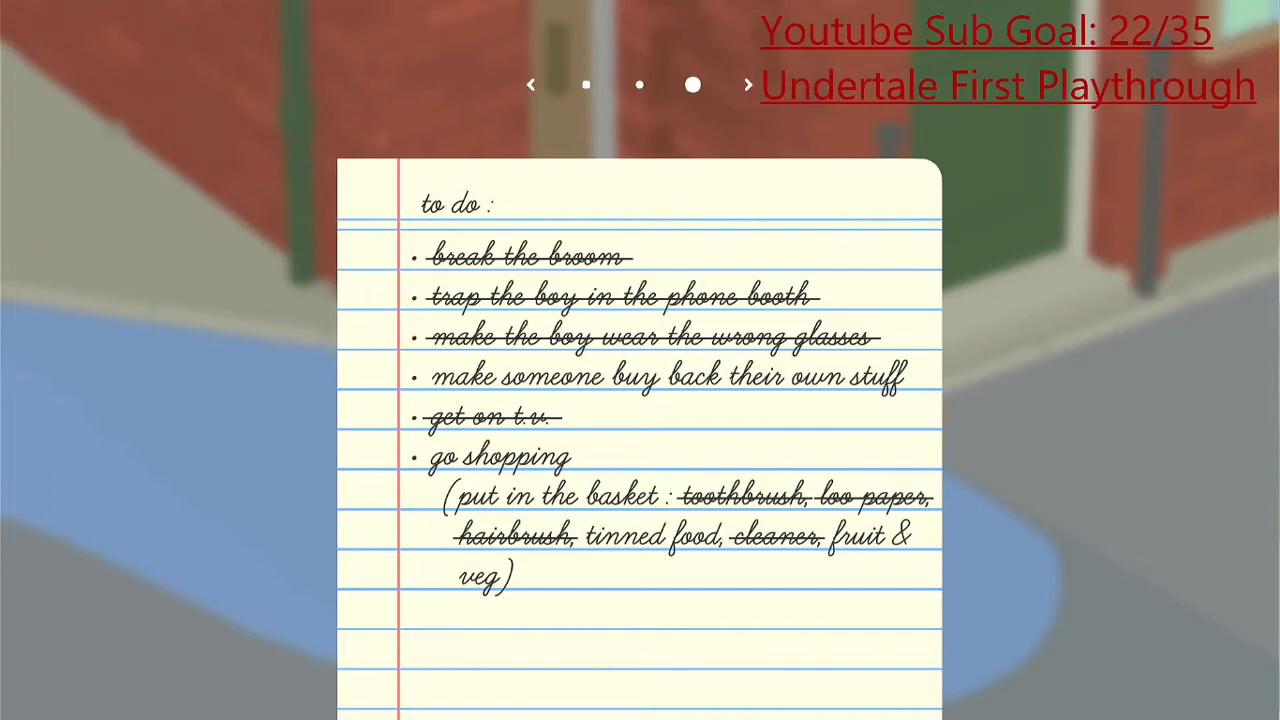 Youtube Sub Goal: 22/35
Undertale First Playthrough
to do :
• break the broom
• trap the boy in the phone booth
• make the boy wear the wrong glasses
• make someone buy back their own stuff
• get on t.v.
• go shopping
(put in the basket : toothbrush, loo paper,
hairbrush, tinned food, cleaner, fruit &
veg)